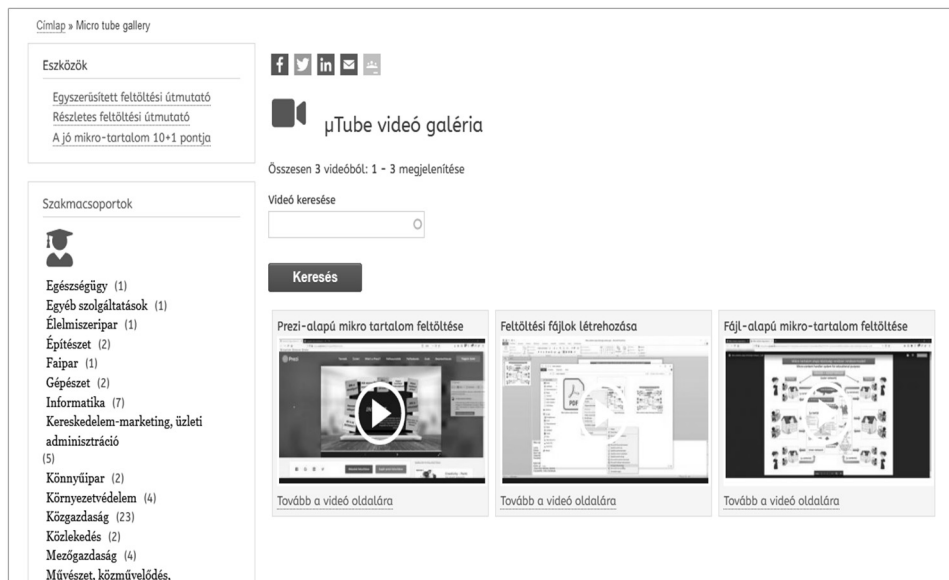 Címlap » Micro tube gallery
Eszközök
Egyszerűsített feltöltési útmutató
Részletes feltöltési útmutató
A jó mikro-tartalom 10+1 pontja
Szakmacsoportok
Egészségügy (1)
Egyéb szolgáltatások (1)
Élelmiszeripar (1)
Építészet (2)
Faipar (1)
Gépészet (2)
Informatika (7)
Kereskedelem-marketing, üzleti
adminisztráció
(5)
Könnyűipar (2)
Környezetvédelem (4)
Közgazdaság (23)
Közlekedés (2)
Mezőgazdaság (4)
Művészet, közművelődés,
µTube videó galéria
Összesen 3 videóból: 1 - 3 megjelenítése
Videó keresése
Keresés
Prezi-alapú mikro tartalom feltöltése
Prezi
Tovább a videó oldalára
Feltöltési fájlok létrehozása
PDF
Tovább a videó oldalára
Fájl-alapú mikro-tartalom feltöltése
Tovább a videó oldalára